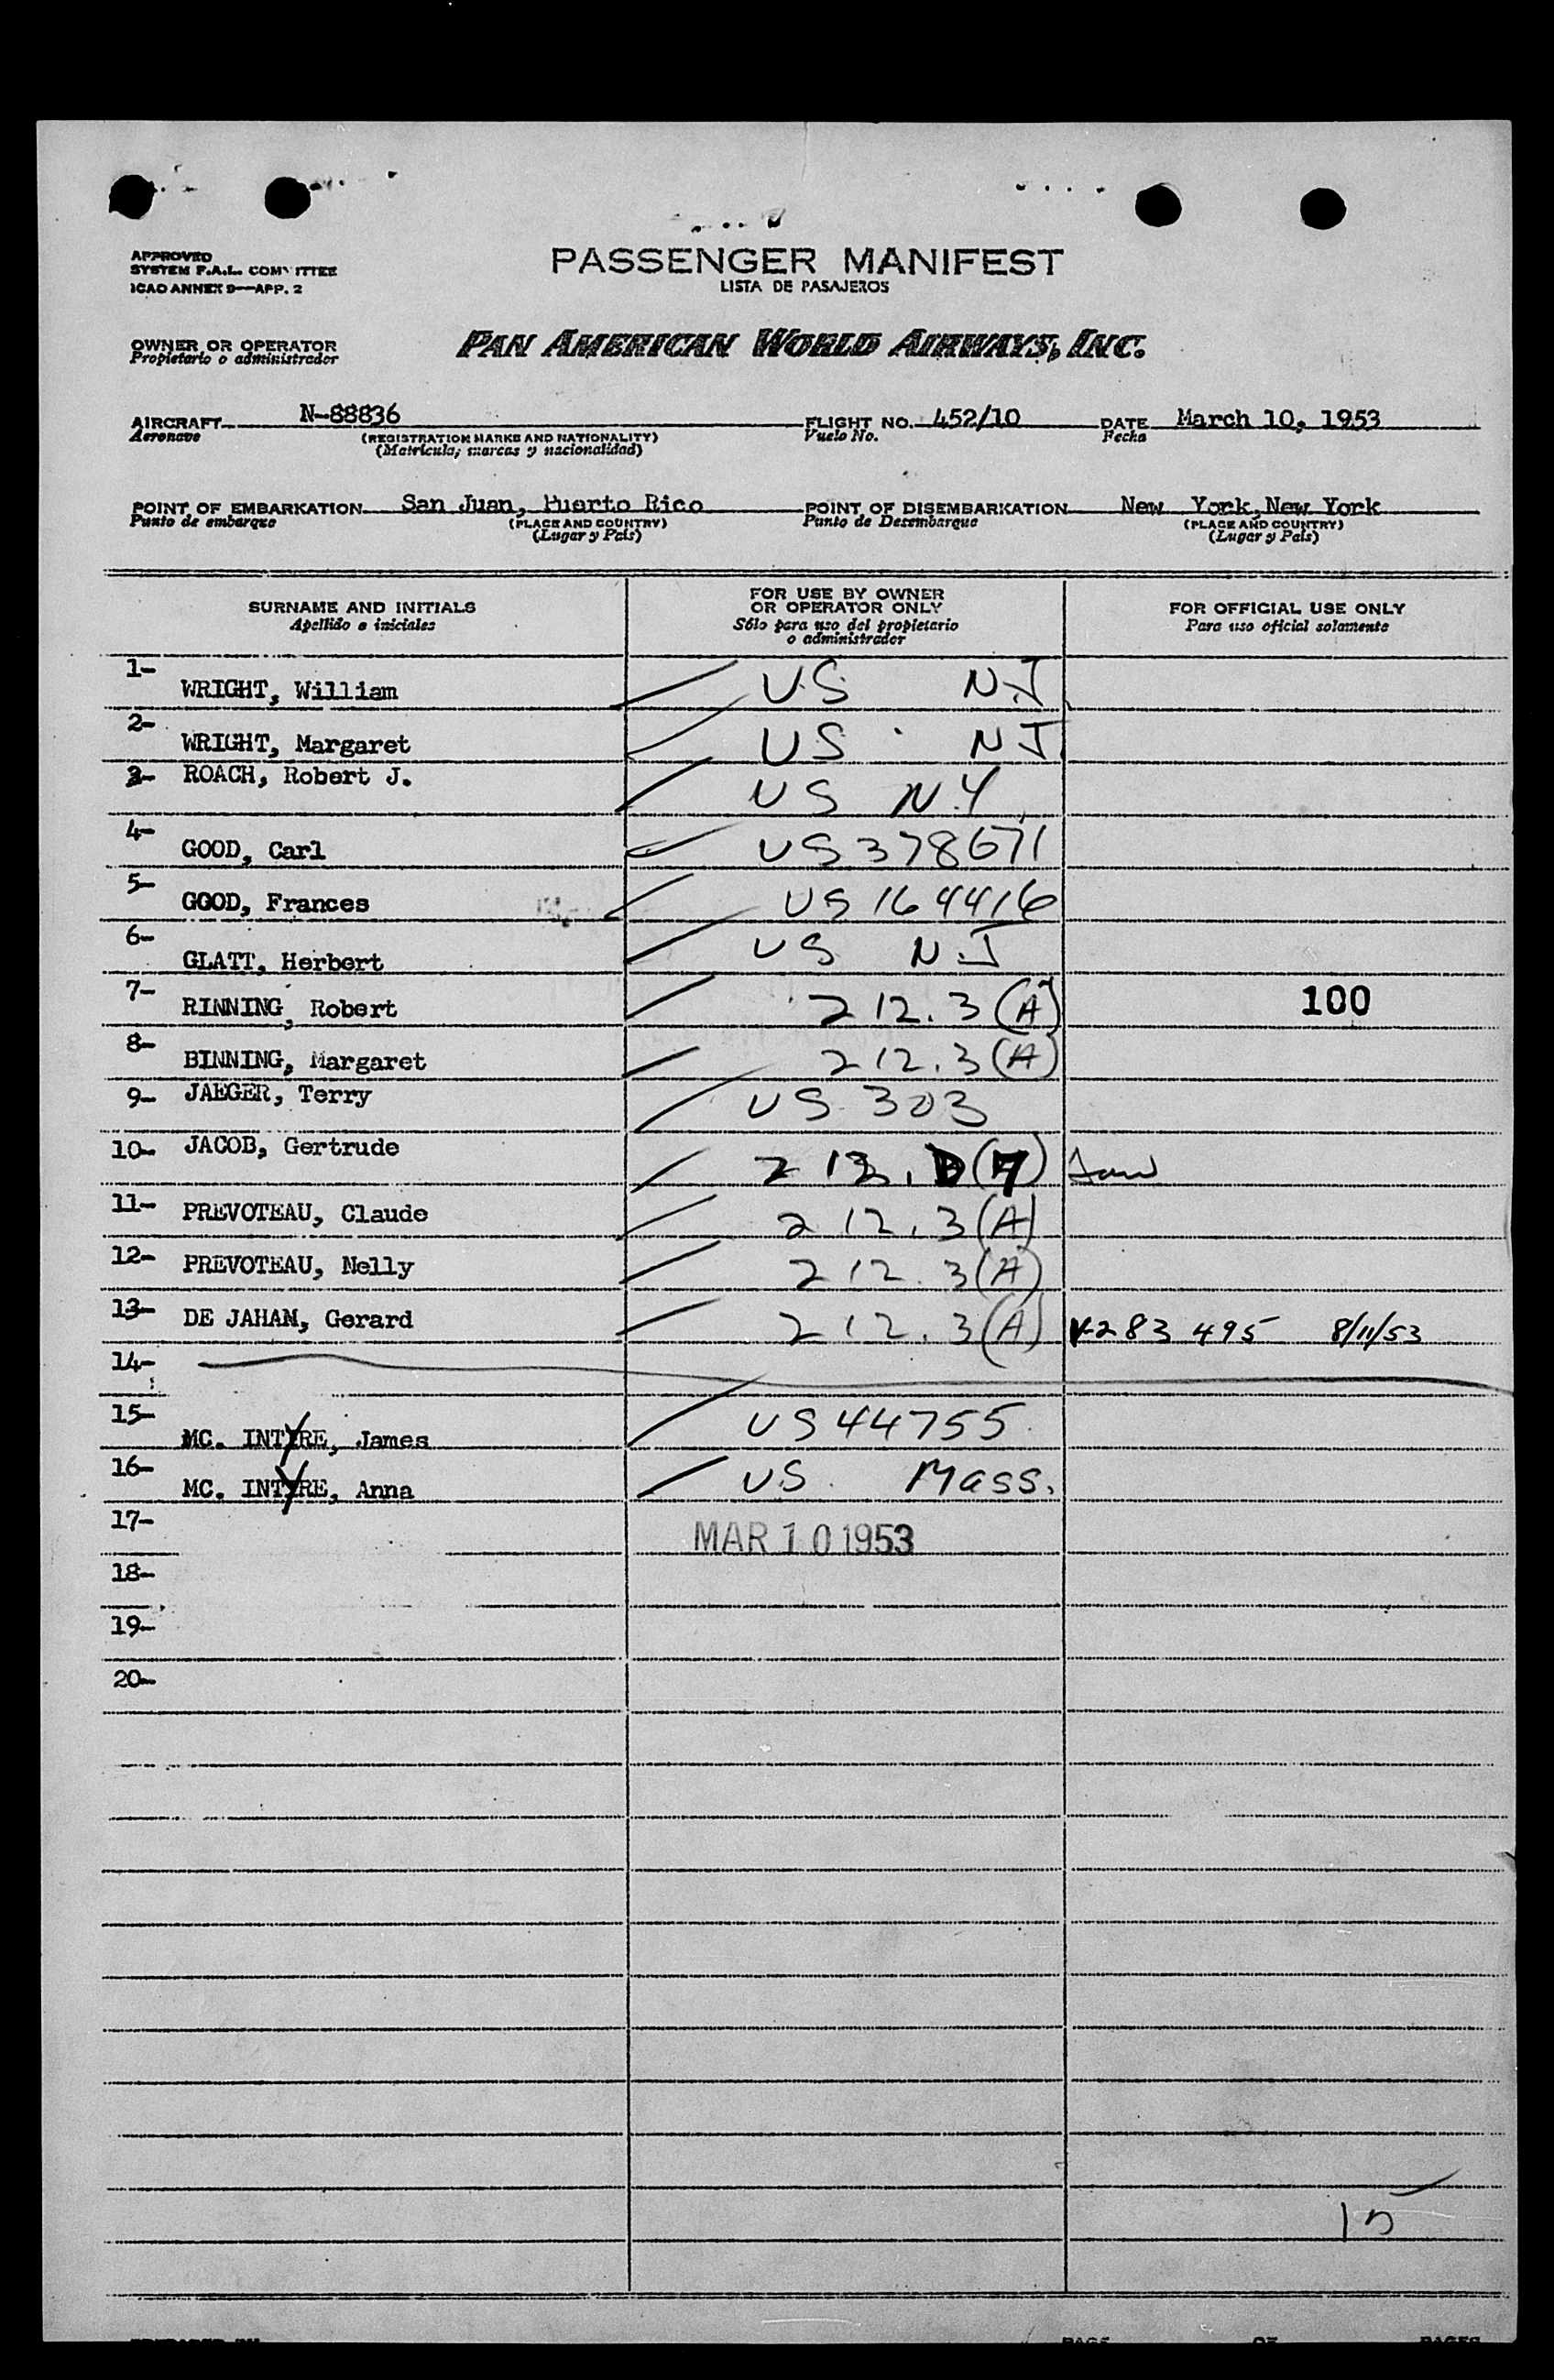 APPROVED
SYSTEM F.A.L. COMMITTEE
ICAO ANNEX 9—APP. 2
PASSENGER MANIFEST
LISTA DE PASAJEROS
OWNER OR OPERATOR
Propietario o administrador
PAN AMERICAN WORLD AIRWAYS, INC.
AIRCRAFT N-88836 FLIGHT NO. 452/10 DATE March 10, 1953
Aeronave (REGISTRATION MARKS AND NATIONALITY) Vuelo No. Fecha
(Matricula, marcas y nacionalidad)
POINT OF EMBARKATION San Juan, Puerto Rico POINT OF DISEMBARKATION New York, New York
Punto de embarque (PLACE AND COUNTRY) Punto de Desembarque (PLACE AND COUNTRY)
(Lugar y País) (Lugar y País)
SURNAME AND INITIALS FOR USE BY OWNER OR OPERATOR ONLY FOR OFFICIAL USE ONLY
Apellido e iniciales Sólo para uso del propietario o administrador Para uso oficial solamente
1- WRIGHT, William US N.J
2- WRIGHT, Margaret US NJ
3- ROACH, Robert J. US N.Y
4- GOOD, Carl US 378671
5- GOOD, Frances US 164416
6- GLATT, Herbert US N.J
7- RINNING, Robert 212.3(A) 100
8- BINNING, Margaret 212.3(A)
9- JAEGER, Terry US 303
10- JACOB, Gertrude
11- PREVOTEAU, Claude 212.3(A)
12- PREVOTEAU, Nelly 212.3(A)
13- DE JAHAM, Gerard 212.3(A) V-283 495 8/11/53
14-
15- MC. INTYRE, James US 44755
16- MC. INTYRE, Anna US Mass.
17- MAR 10 1953
18-
19-
20-
15